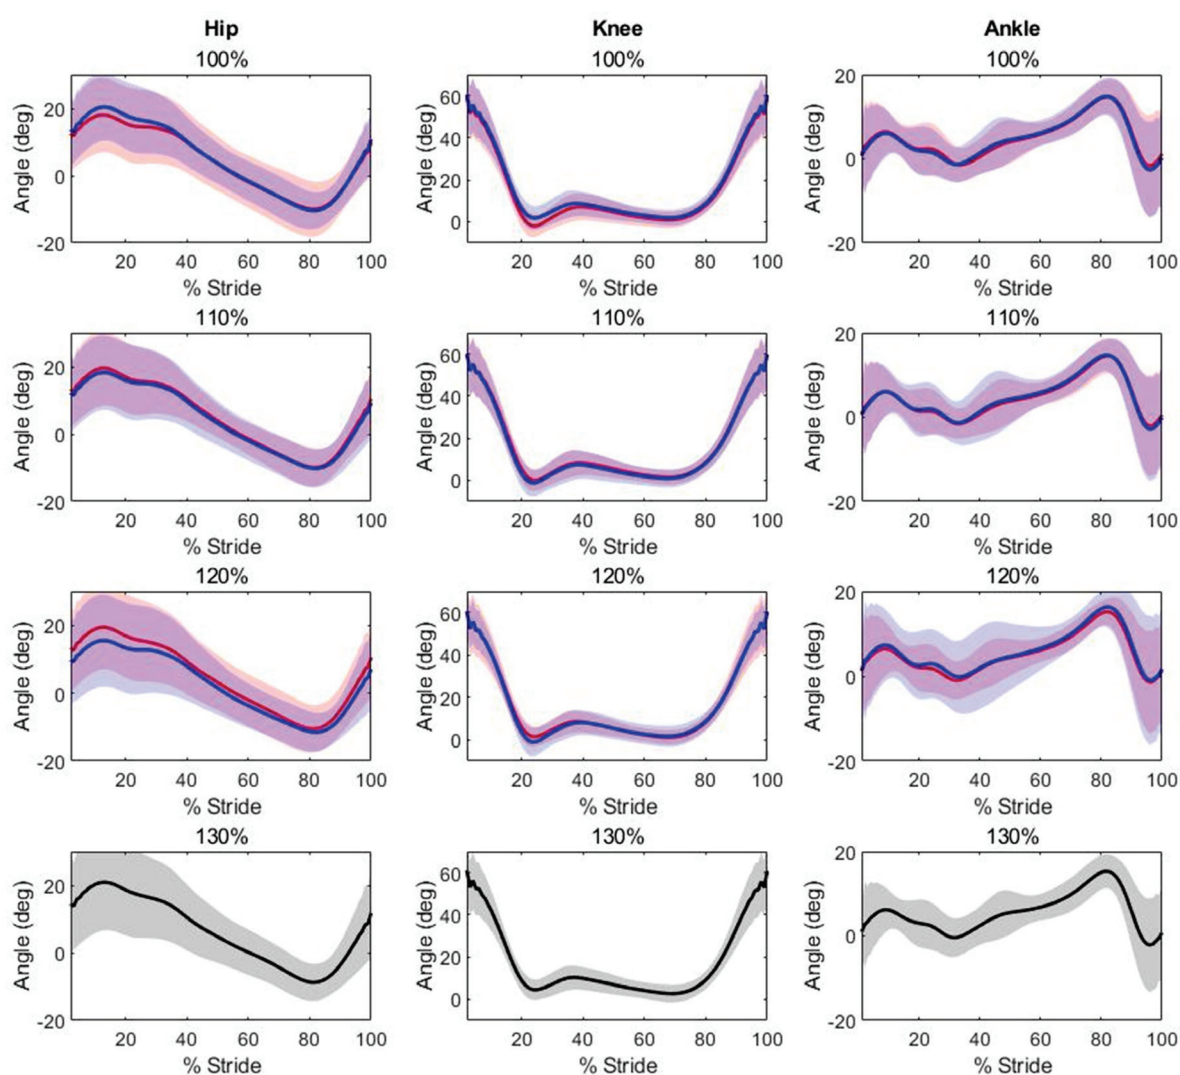 Hip Knee Ankle
100% 100% 100%
Angle (deg) 20 0 -20 Angle (deg) 60 40 20 0 Angle (deg) 20 0 -20
20 40 60 80 100 20 40 60 80 100 20 40 60 80 100
% Stride % Stride % Stride
110% 110% 110%
Angle (deg) 20 0 -20 Angle (deg) 60 40 20 0 Angle (deg) 20 0 -20
20 40 60 80 100 20 40 60 80 100 20 40 60 80 100
% Stride % Stride % Stride
120% 120% 120%
Angle (deg) 20 0 -20 Angle (deg) 60 40 20 0 Angle (deg) 20 0 -20
20 40 60 80 100 20 40 60 80 100 20 40 60 80 100
% Stride % Stride % Stride
130% 130% 130%
Angle (deg) 20 0 -20 Angle (deg) 60 40 20 0 Angle (deg) 20 0 -20
20 40 60 80 100 20 40 60 80 100 20 40 60 80 100
% Stride % Stride % Stride